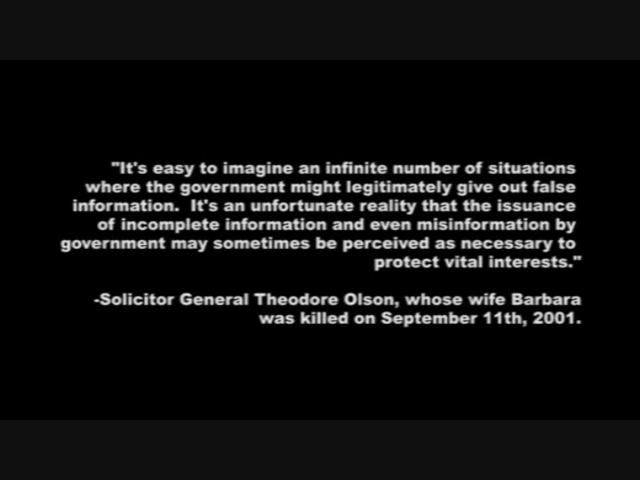 "It's easy to imagine an infinite number of situations
where the government might legitimately give out false
information.  It's an unfortunate reality that the issuance
of incomplete information and even misinformation by
government may sometimes be perceived as necessary to
protect vital interests."
-Solicitor General Theodore Olson, whose wife Barbara
was killed on September 11th, 2001.